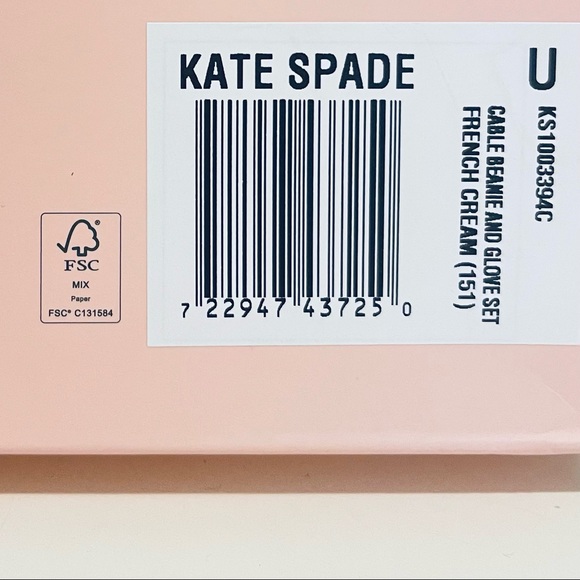 KATE SPADE
U
KS1003394C
CABLE BEANIE AND GLOVE SET
FRENCH CREAM (151)
7 22947 43725 0
FSC
MIX
Paper
FSC® C131584